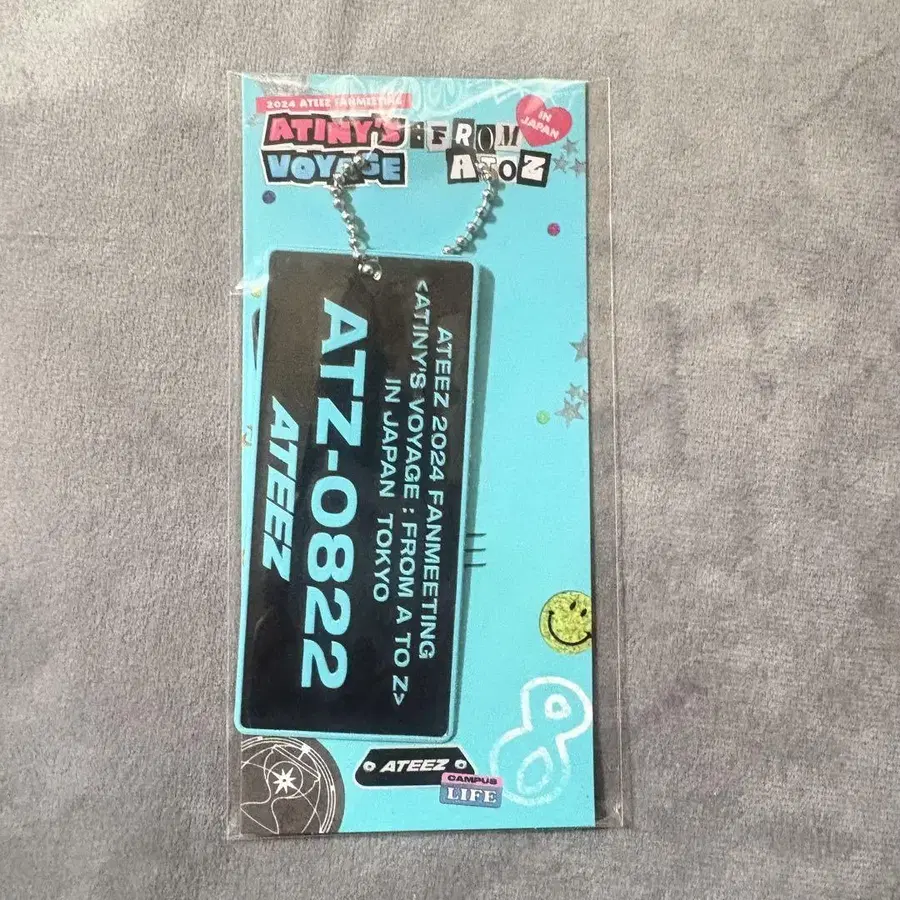 2024 ATEEZ FANMEETING
ATINY'S
VOYAGE
:FROM
A TO Z
IN
JAPAN
ATEEZ 2024 FANMEETING
<ATINY'S VOYAGE : FROM A TO Z>
IN JAPAN TOKYO
ATZ-0822
ATEEZ
8
ATEEZ
CAMPUS
LIFE